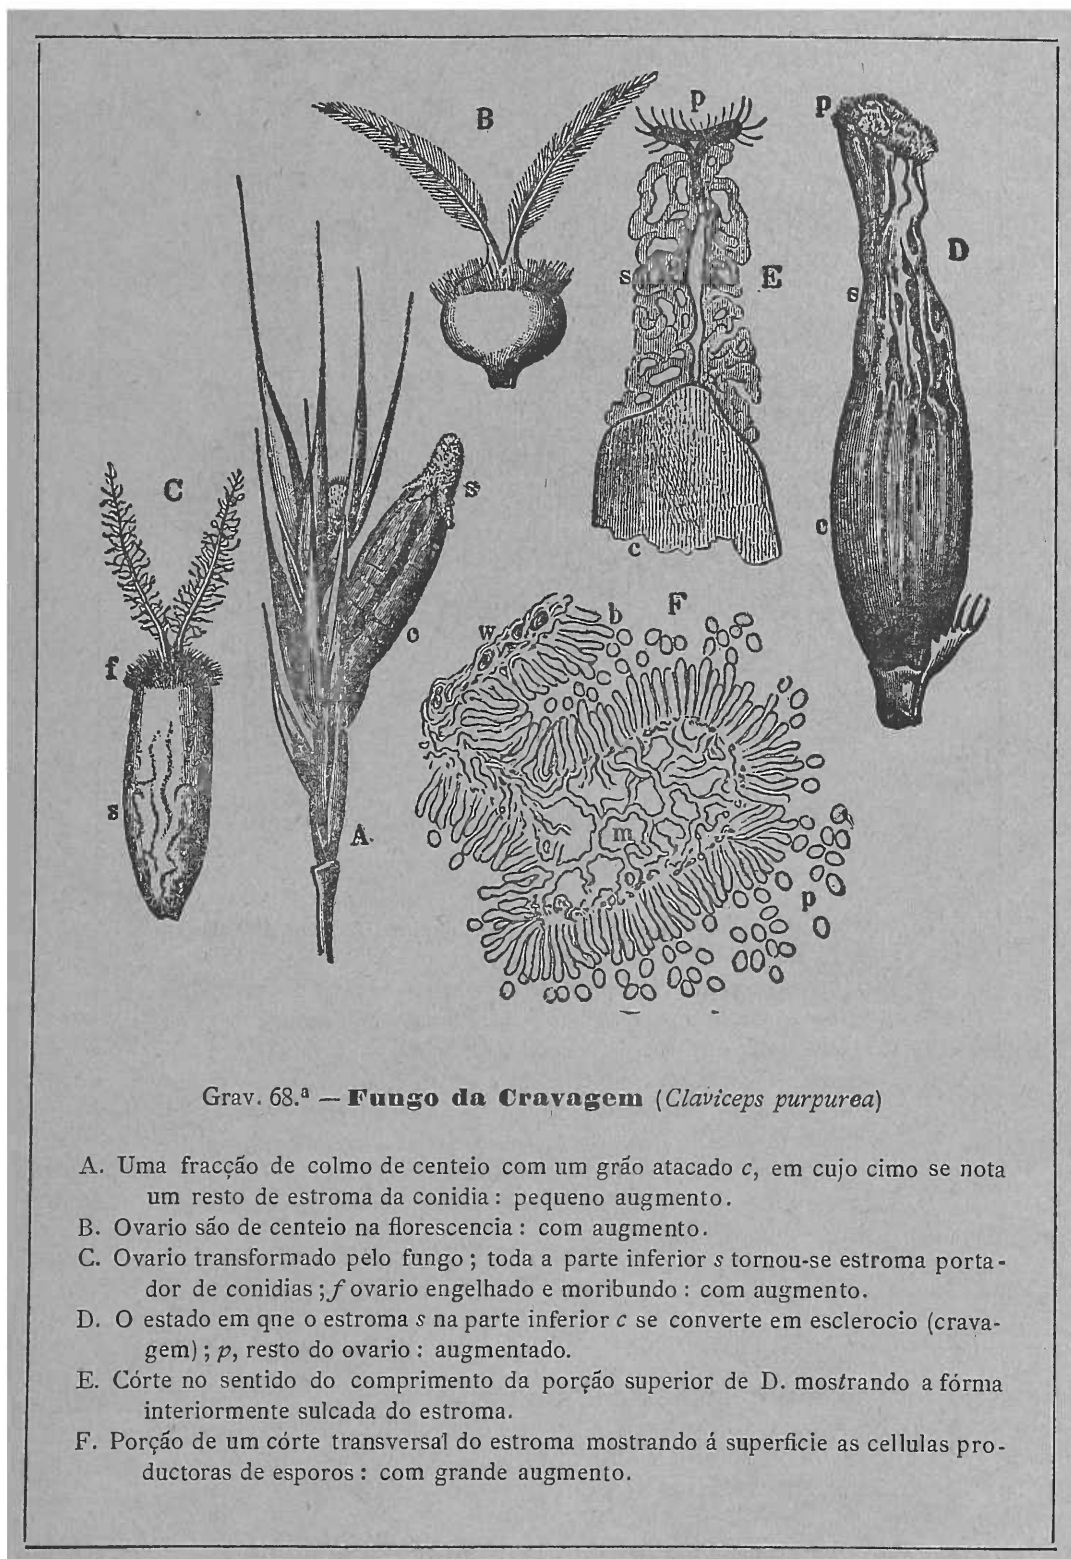 B
p
p
D
s
E
s
C
s
c
c
F
b
w
f
c
s
m
A.
p
Grav. 68.ª — Fungo da Cravagem (Claviceps purpurea)
A. Uma fracção de colmo de centeio com um grão atacado c, em cujo cimo se nota
um resto de estroma da conidia : pequeno augmento.
B. Ovario são de centeio na florescencia : com augmento.
C. Ovario transformado pelo fungo ; toda a parte inferior s tornou-se estroma porta-
dor de conidias ; f ovario engelhado e moribundo : com augmento.
D. O estado em qne o estroma s na parte inferior c se converte em esclerocio (crava-
gem) ; p, resto do ovario : augmentado.
E. Córte no sentido do comprimento da porção superior de D. mostrando a fórma
interiormente sulcada do estroma.
F. Porção de um córte transversal do estroma mostrando á superficie as cellulas pro-
ductoras de esporos : com grande augmento.